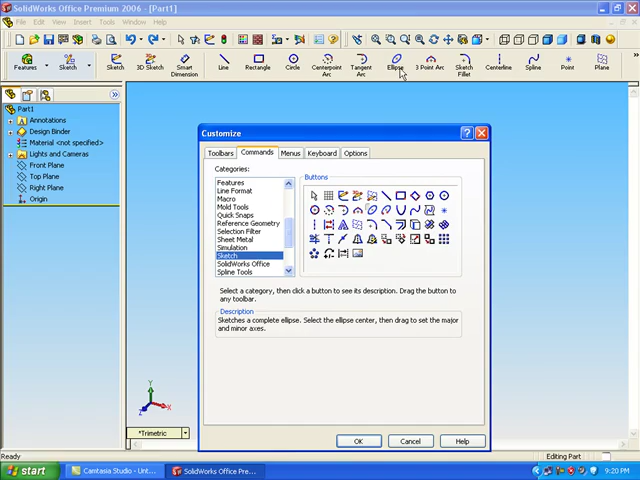 SolidWorks Office Premium 2006 - [Part1]
File View Insert Tools Window Help
Features
Sketch
Sketch
3D Sketch
Smart Dimension
Line
Rectangle
Circle
Centerpoint Arc
Tangent Arc
Ellipse
3 Point Arc
Sketch Fillet
Centerline
Spline
Point
Plane
Part1
Annotations
Design Binder
Material <not specified>
Lights and Cameras
Front Plane
Top Plane
Right Plane
Origin
Customize
Toolbars Commands Menus Keyboard Options
Categories:
Features
Line Format
Macro
Mold Tools
Quick Snaps
Reference Geometry
Selection Filter
Sheet Metal
Simulation
Sketch
SolidWorks Office
Spline Tools
Buttons
Select a category, then click a button to see its description. Drag the button to
any toolbar.
Description
Sketches a complete ellipse. Select the ellipse center, then drag to set the major
and minor axes.
OK Cancel Help
Y
X
Z
*Trimetric
Ready
Editing Part
start
Camtasia Studio - Unt...
SolidWorks Office Pre...
9:20 PM